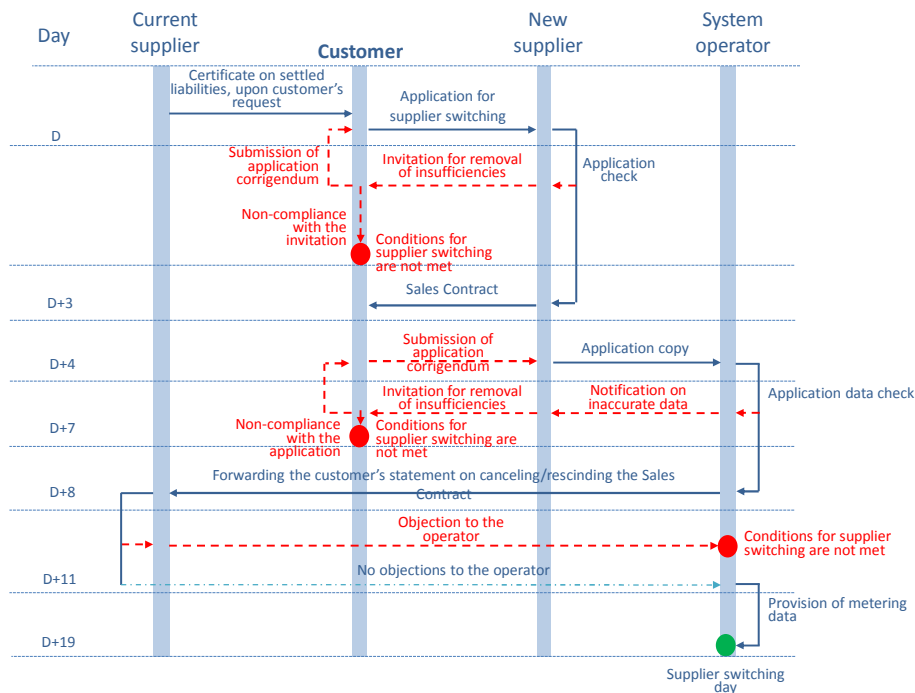 Day
Current
supplier
Customer
New
supplier
System
operator
Certificate on settled
liabilities, upon customer's
request
Application for
supplier switching
D
Submission of
application
corrigendum
Invitation for removal
of insufficiencies
Application
check
Non-compliance
with the
invitation
Conditions for
supplier switching
are not met
D+3
Sales Contract
D+4
Submission of
application
corrigendum
Application copy
Application data check
Invitation for removal
of insufficiencies
Notification on
inaccurate data
D+7
Non-compliance
with the
application
Conditions for
supplier switching are
not met
D+8
Forwarding the customer's statement on canceling/rescinding the Sales
Contract
Objection to the
operator
Conditions for supplier
switching are not met
D+11
No objections to the operator
Provision of metering
data
D+19
Supplier switching
day